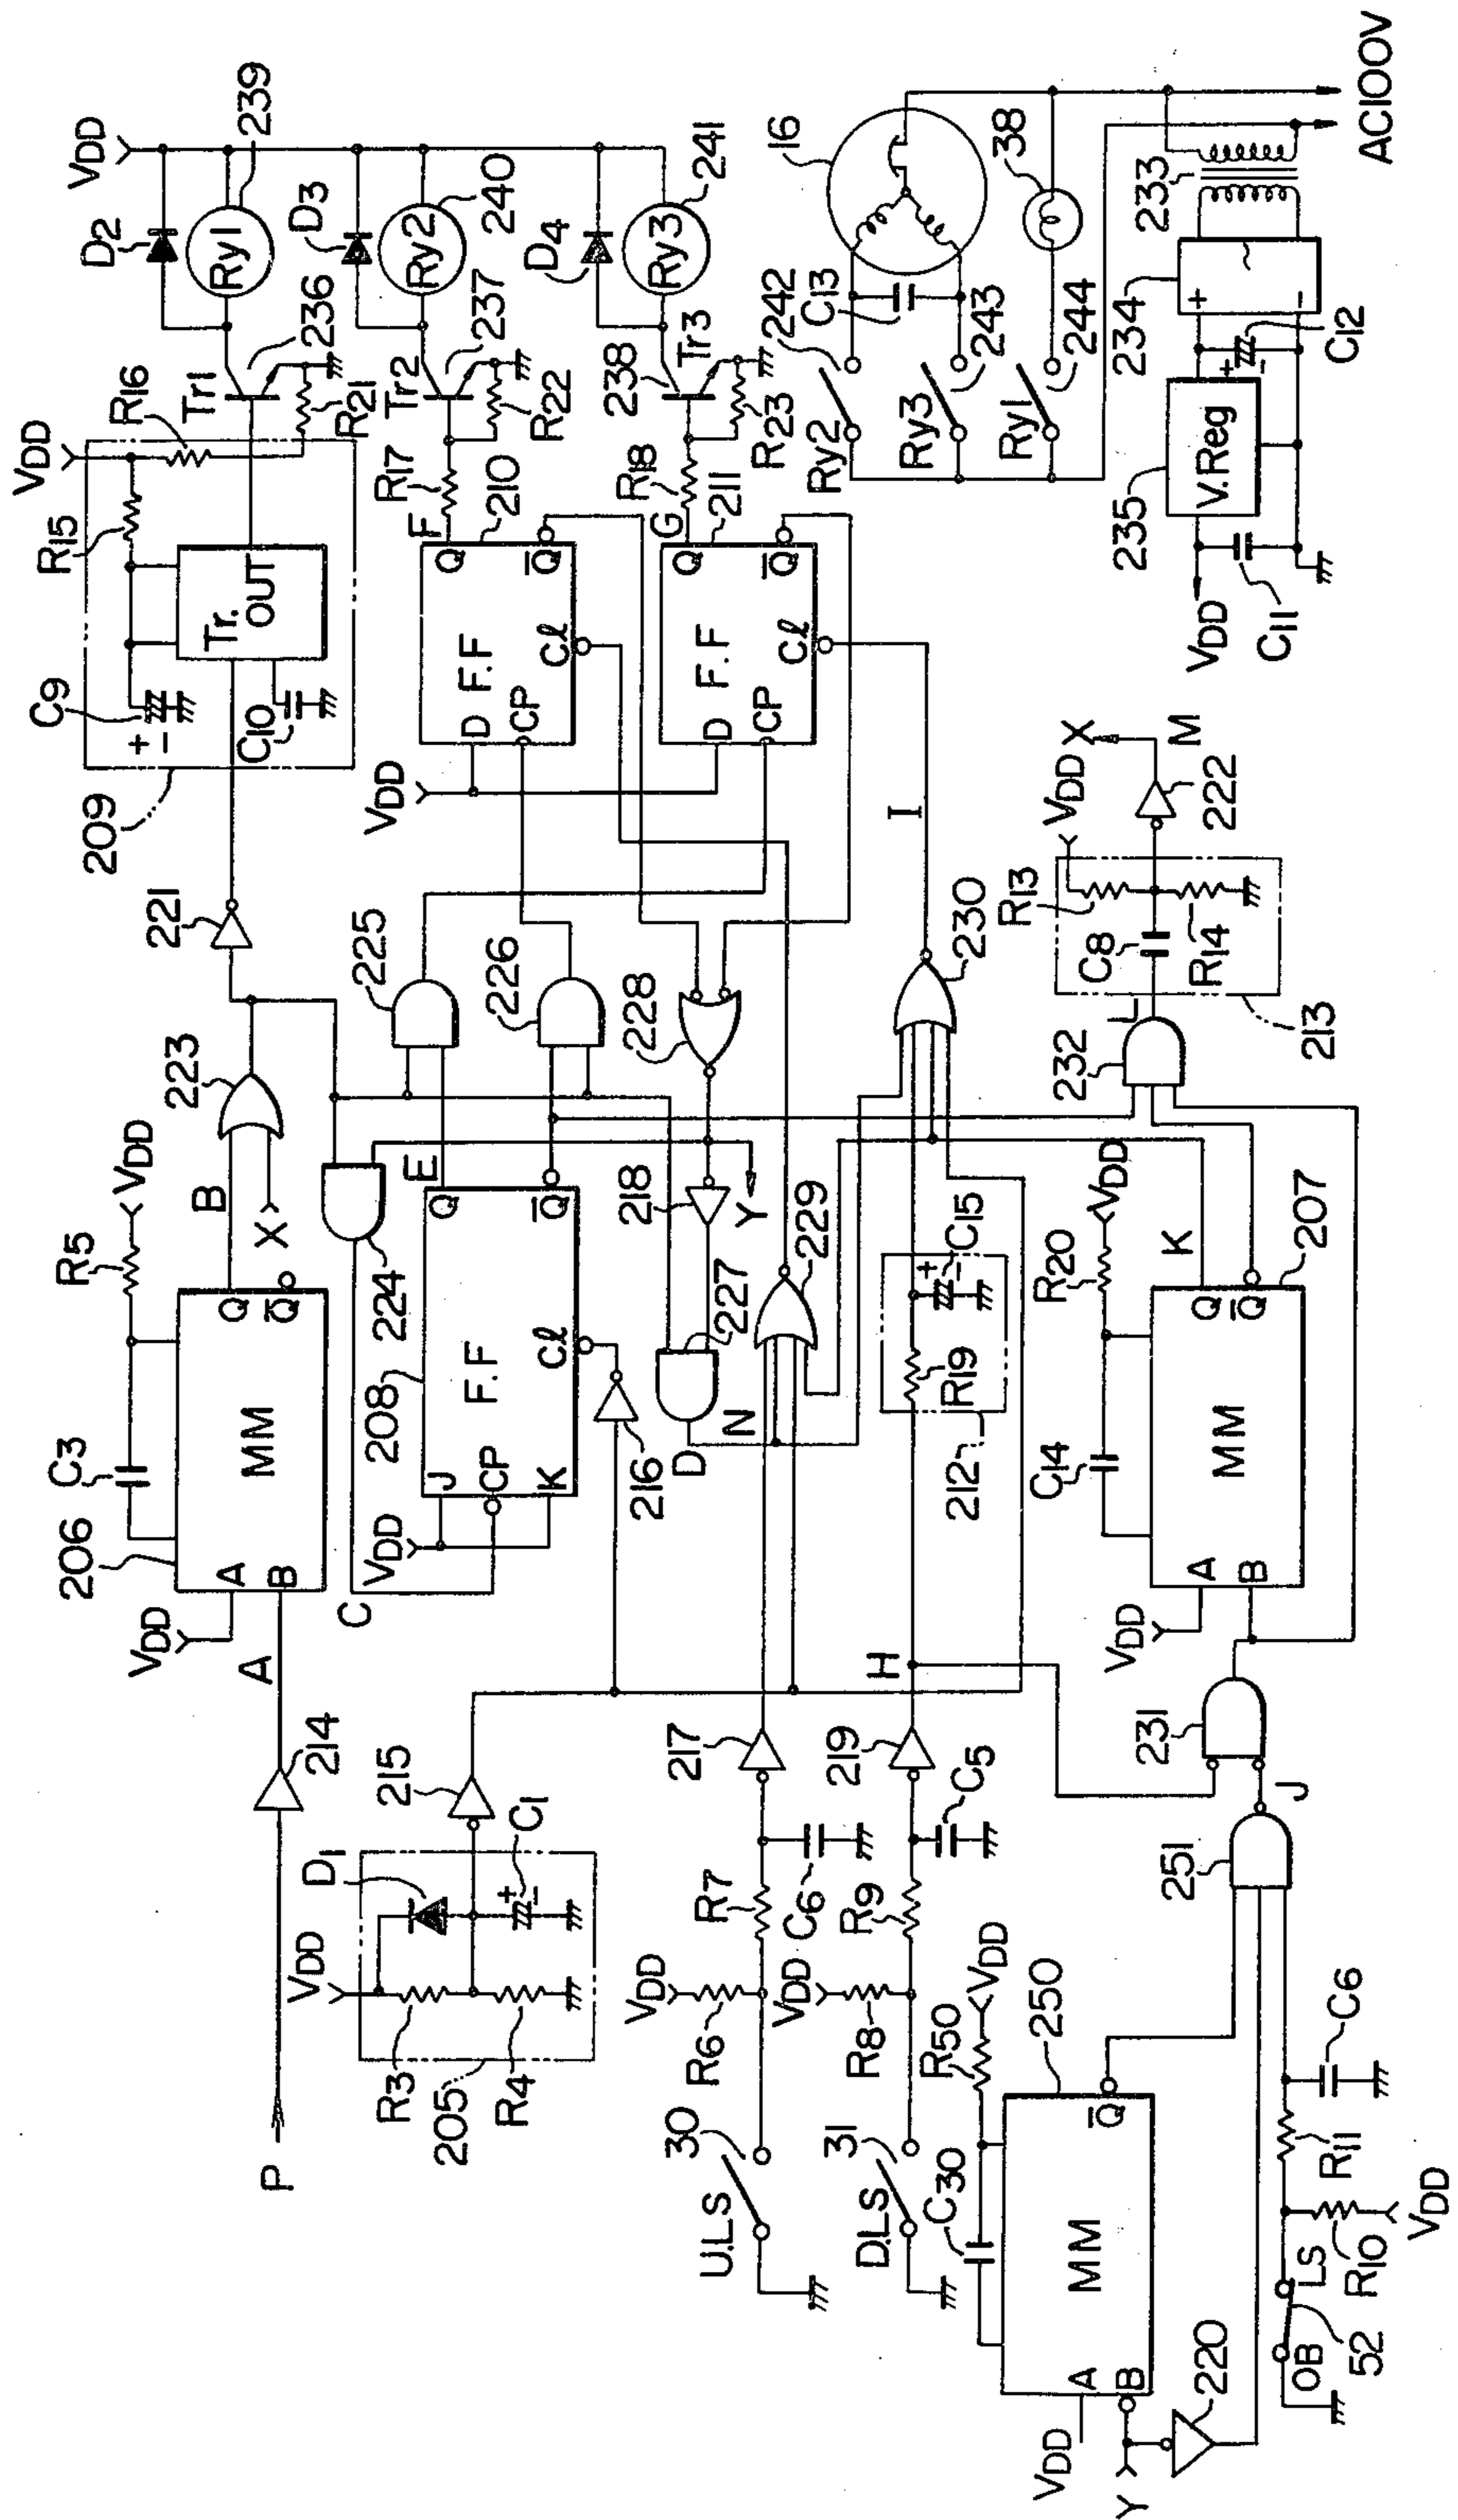 P
214
A
VDD
206
A
B
MM
Q
Q̅
C3
R5
VDD
B
X
223
221
209
C9
+
−
C10
Tr. OUT
R15
VDD
R16
Tr1
R21
236
D2
Ry1
VDD
239
VDD
R3
205
R4
D1
C1
+
−
215
C
VDD
208
J
CP
K
F.F
Cℓ
Q
Q̅
E
224
216
225
226
VDD
D
CP
F.F
Cℓ
Q
Q̅
F
210
R17
Tr2
R22
237
D3
Ry2
240
D
N
227
218
Y
228
229
D
CP
F.F
Cℓ
Q
Q̅
G
211
R18
238
Tr3
R23
D4
Ry3
241
U.LS
30
VDD
R6
R7
C6
217
D.LS
31
VDD
R8
R9
C5
219
H
212
R19
C15
+
−
230
I
Ry2
242
Ry3
243
Ry1
244
C13
16
38
VDD
Y
A
B
MM
Q̅
250
C30
R50
VDD
220
OB
LS
52
R10
VDD
R11
C6
251
J
231
VDD
A
B
MM
Q
Q̅
K
207
C14
R20
VDD
232
L
213
C8
R13
R14
VDD
222
X
M
VDD
C11
235
V.Reg
C12
+
−
234
+
−
~
233
AC100V